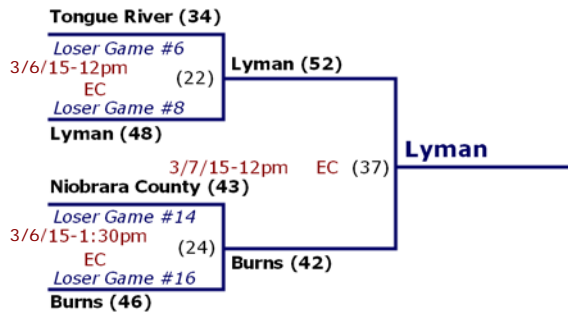 Tongue River (34)
Loser Game #6
3/6/15-12pm
EC
(22)
Lyman (52)
Loser Game #8
Lyman (48)
3/7/15-12pm EC (37)
Lyman
Niobrara County (43)
Loser Game #14
3/6/15-1:30pm
EC
(24)
Burns (42)
Loser Game #16
Burns (46)